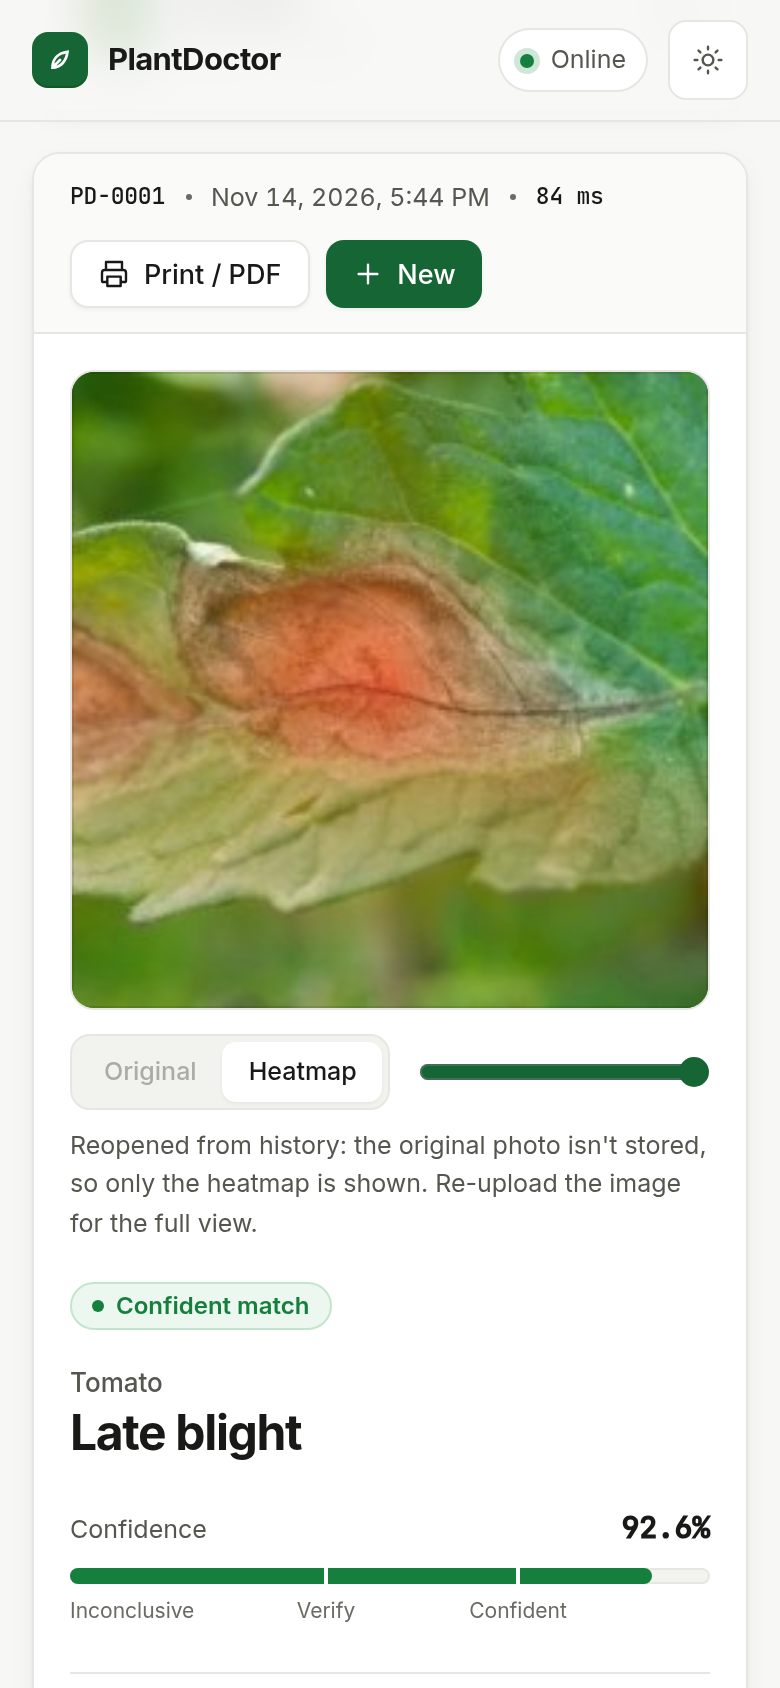 PlantDoctor
Online
PD-0001 • Nov 14, 2026, 5:44 PM • 84 ms
Print / PDF
New
Original
Heatmap
Reopened from history: the original photo isn't stored,
so only the heatmap is shown. Re-upload the image
for the full view.
Confident match
Tomato
Late blight
Confidence 92.6%
Inconclusive Verify Confident